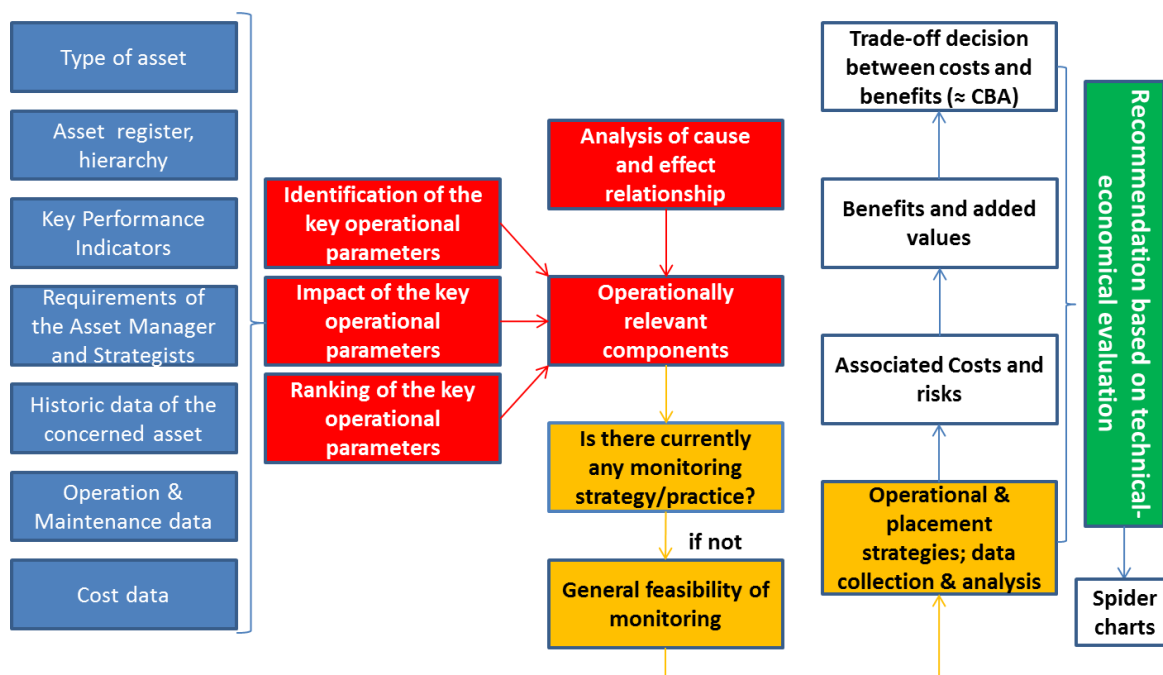 Type of asset
Asset register,
hierarchy
Key Performance
Indicators
Requirements of
the Asset Manager
and Strategists
Historic data of the
concerned asset
Operation &
Maintenance data
Cost data
Identification of the
key operational
parameters
Impact of the key
operational
parameters
Ranking of the key
operational
parameters
Analysis of cause
and effect
relationship
Operationally
relevant
components
Is there currently
any monitoring
strategy/practice?
if not
General feasibility of
monitoring
Trade-off decision
between costs and
benefits (≈ CBA)
Benefits and added
values
Associated Costs and
risks
Operational &
placement
strategies; data
collection & analysis
Recommendation based on technical-
economical evaluation
Spider
charts